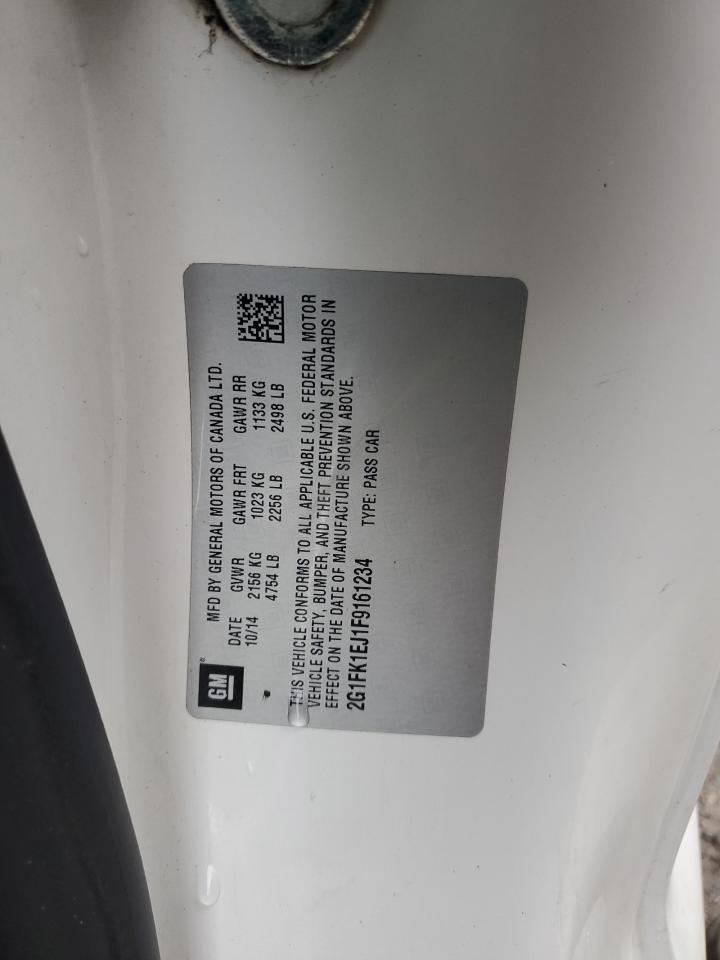 GM
MFD BY GENERAL MOTORS OF CANADA LTD.
DATE GVWR GAWR FRT GAWR RR
10/14 2156 KG 1023 KG 1133 KG
4754 LB 2256 LB 2498 LB
THIS VEHICLE CONFORMS TO ALL APPLICABLE U.S. FEDERAL MOTOR
VEHICLE SAFETY, BUMPER, AND THEFT PREVENTION STANDARDS IN
EFFECT ON THE DATE OF MANUFACTURE SHOWN ABOVE.
2G1FK1EJ1F9161234 TYPE: PASS CAR